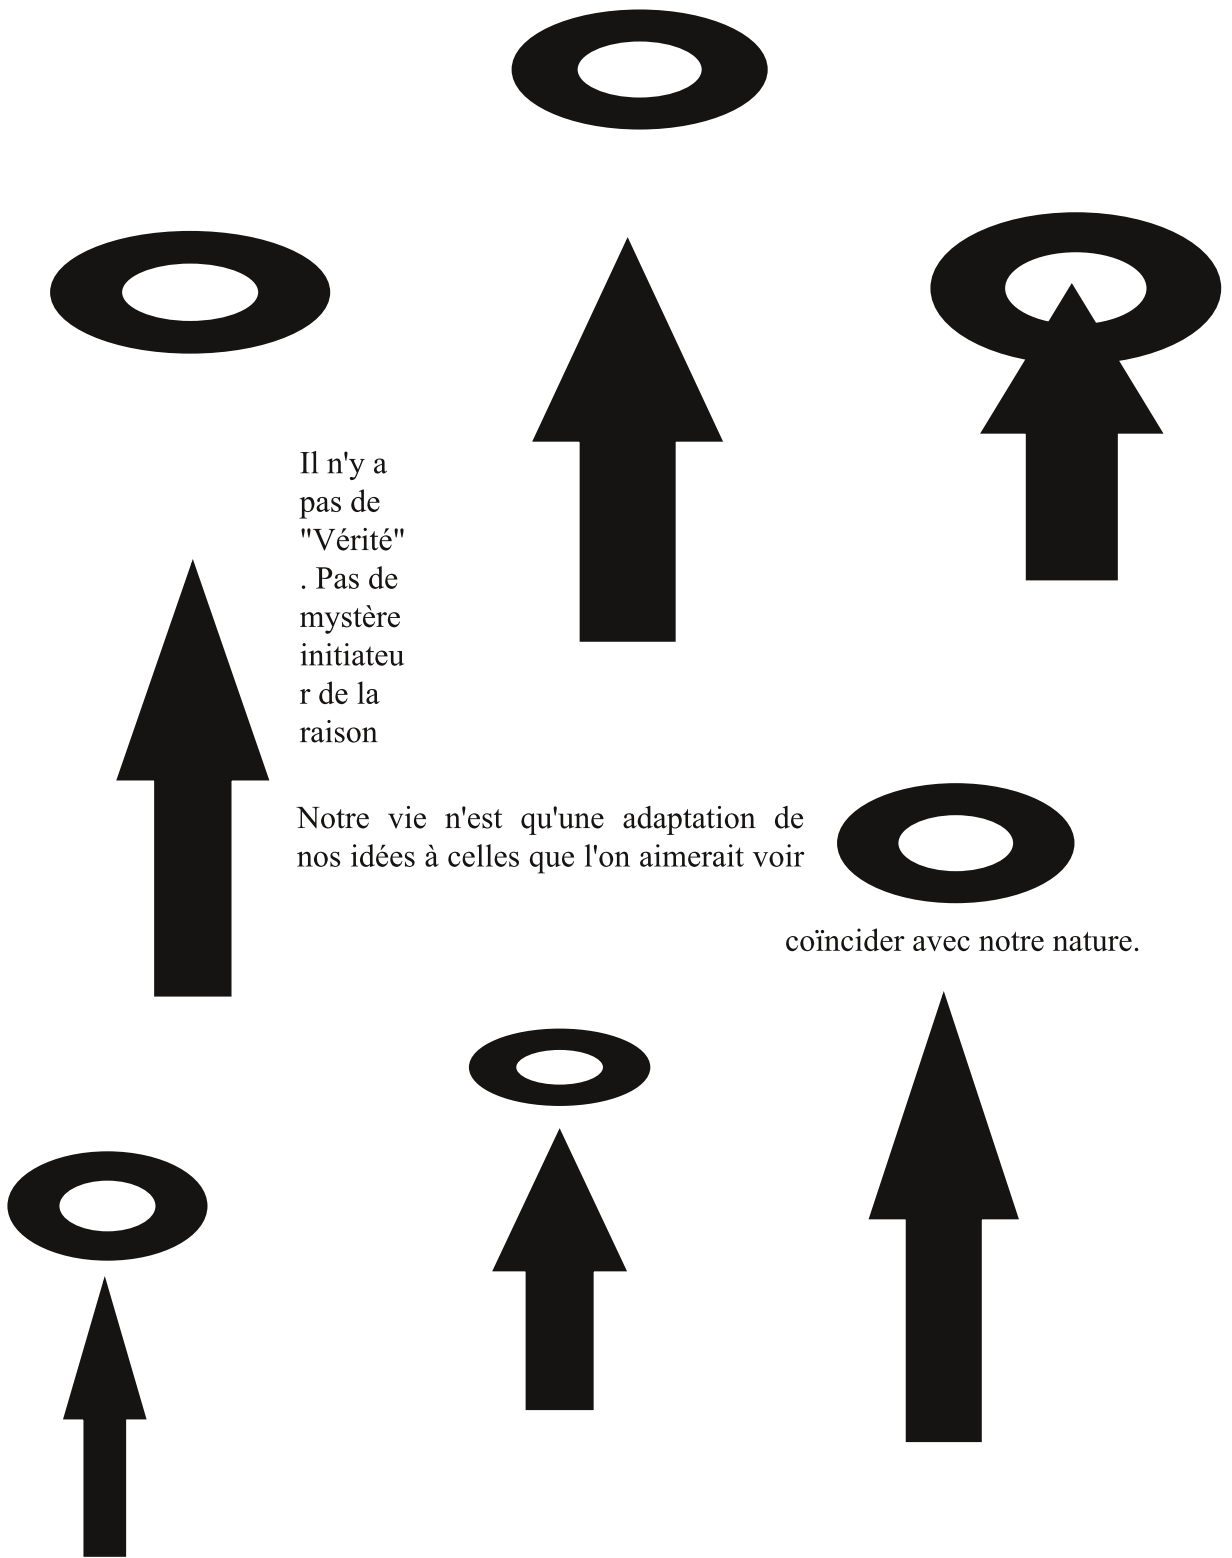 Il n'y a
pas de
"Vérité"
. Pas de
mystère
initiateu
r de la
raison
Notre vie n'est qu'une adaptation de
nos idées à celles que l'on aimerait voir
coïncider avec notre nature.